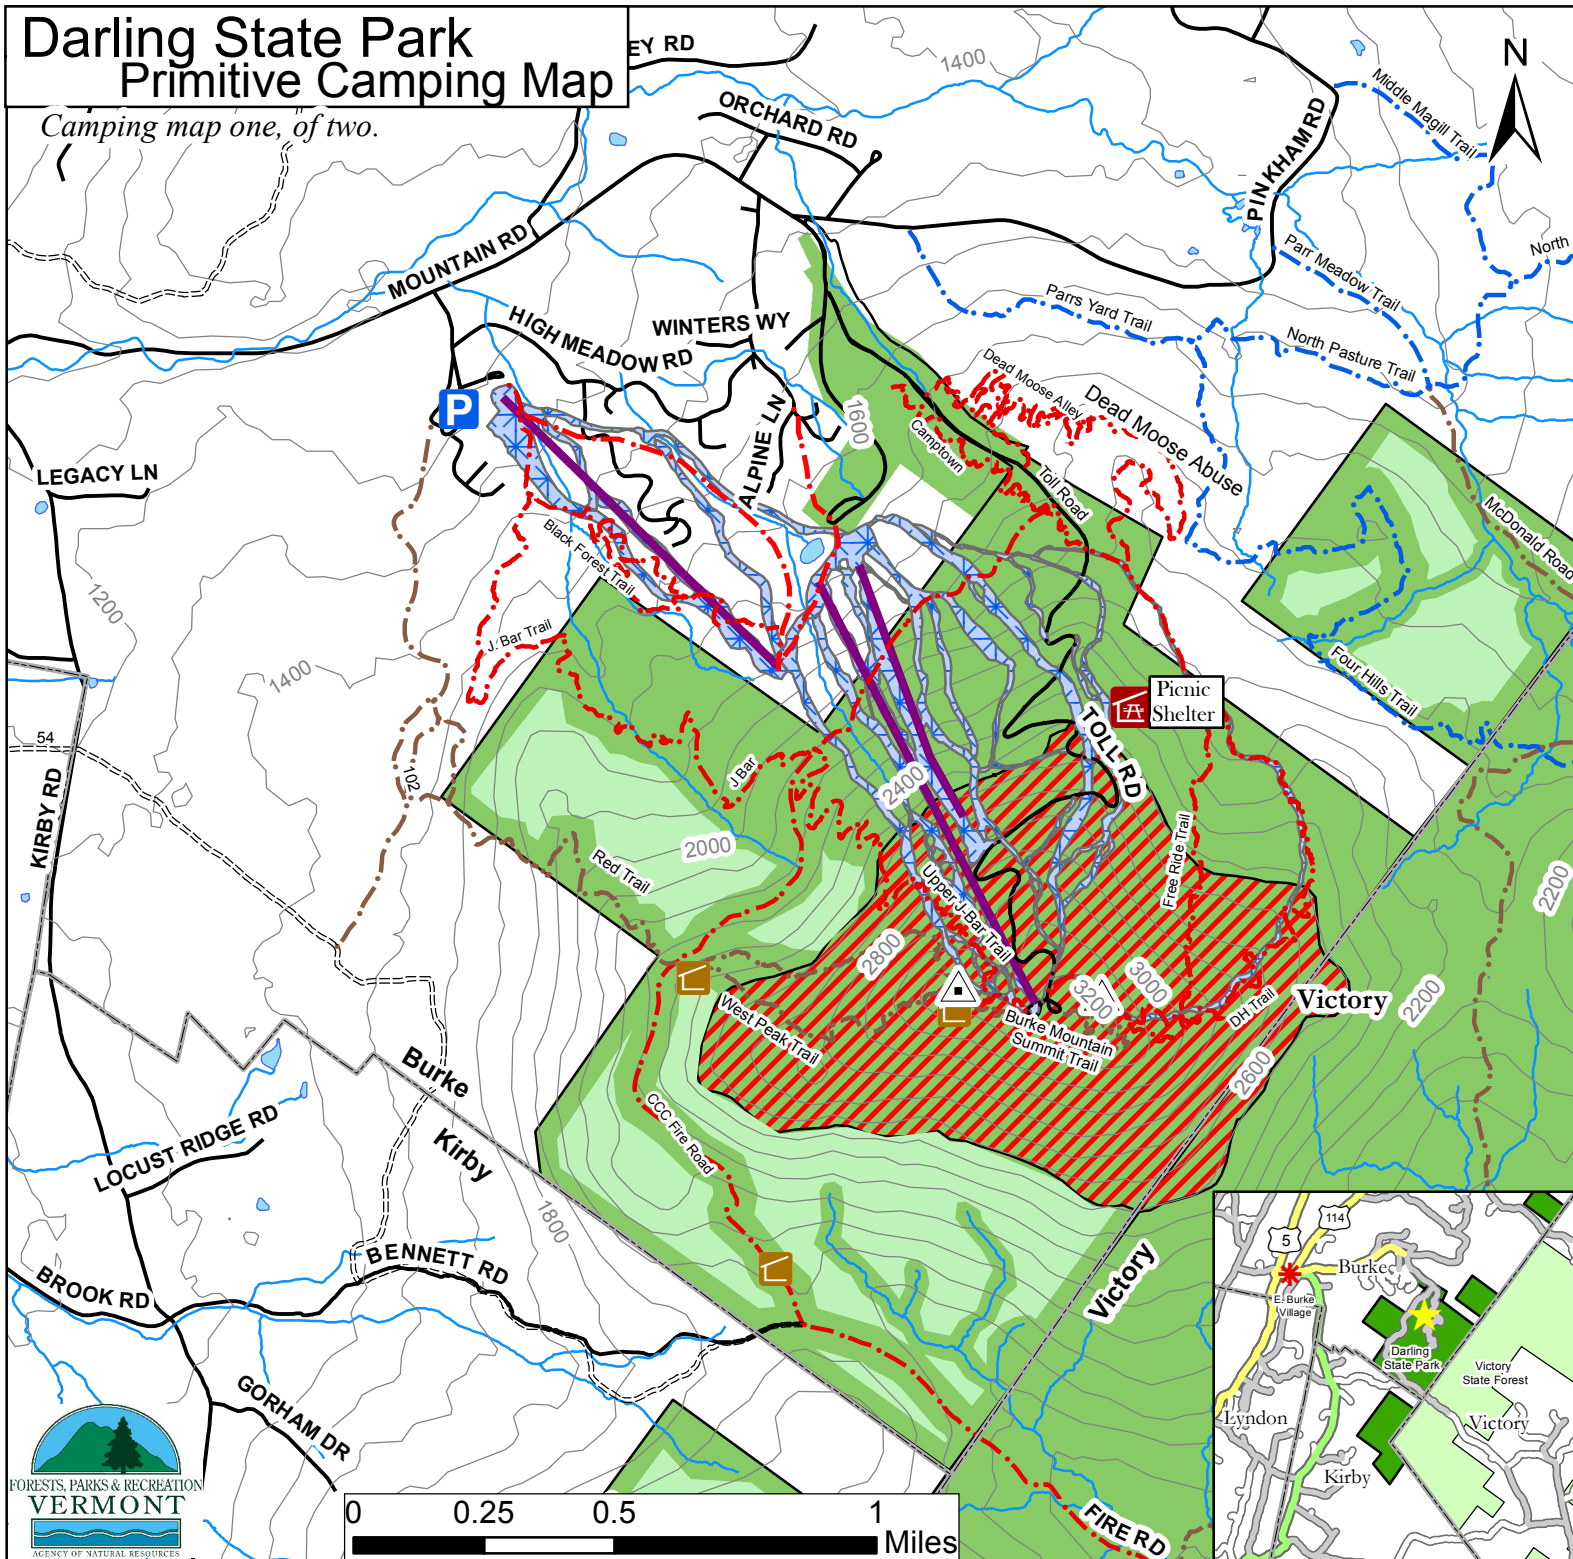 Darling State Park
Primitive Camping Map
Camping map one, of two.
EY RD
1400
N
Middle Magill Trail
ORCHARD RD
PINKHAM RD
MOUNTAIN RD
Parr Meadow Trail
North
Parrs Yard Trail
North Pasture Trail
HIGH MEADOW RD
WINTERS WY
Dead Moose Alley
Dead Moose Abuse
P
1600
ALPINE LN
Camptown
Toll Road
LEGACY LN
McDonald Road
Black Forest Trail
1200
J. Bar Trail
1400
Four Hills Trail
Picnic
Shelter
TOLL RD
54
102
J Bar
2400
KIRBY RD
Red Trail
2000
Free Ride Trail
Upper J-Bar Trail
2200
2800
3000
3200
Victory
2200
DH Trail
West Peak Trail
Burke Mountain
Summit Trail
2600
Burke
Kirby
CCC Fire Road
LOCUST RIDGE RD
1800
BENNETT RD
BROOK RD
Victory
GORHAM DR
FIRE RD
114
5
Burke
E. Burke
Village
Darling
State Park
Victory
State Forest
Lyndon
Victory
Kirby
FORESTS, PARKS & RECREATION
VERMONT
AGENCY OF NATURAL RESOURCES
0 0.25 0.5 1
Miles